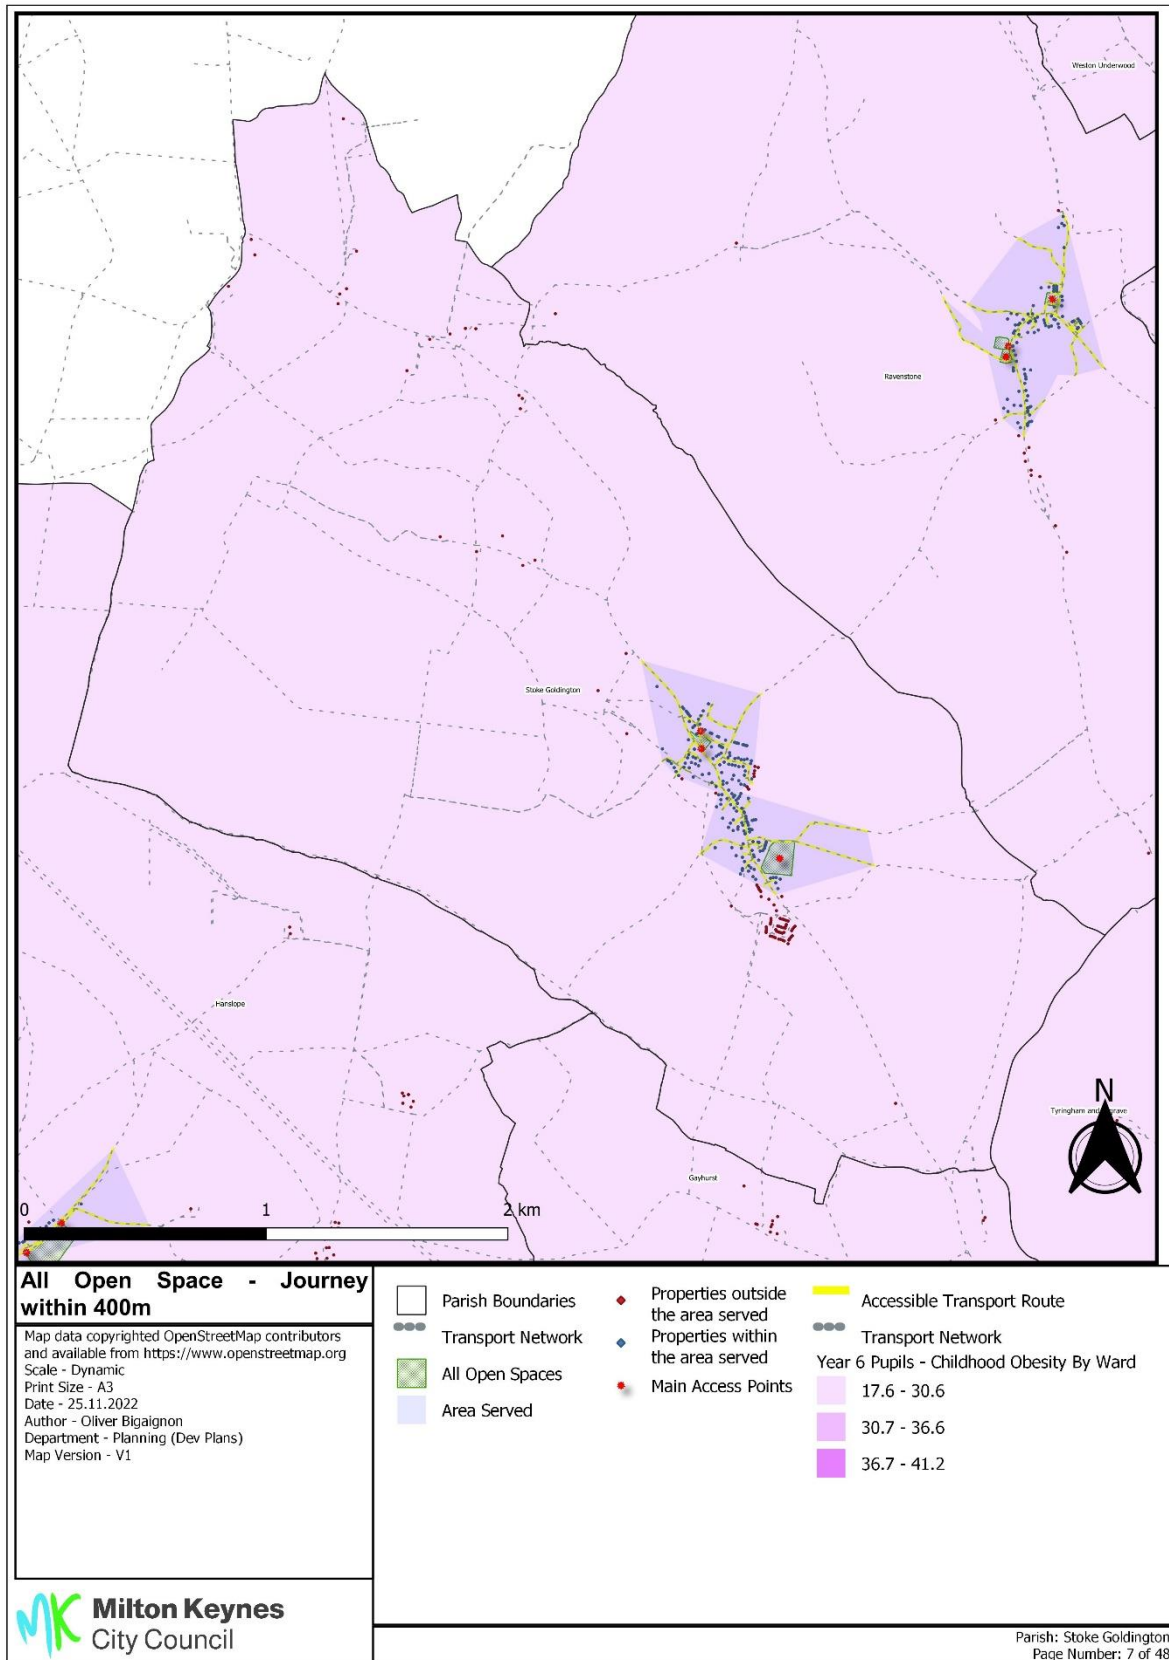 Weston Underwood
Ravenstone
Stoke Goldington
Hanslope
Gayhurst
N
0 1 2 km
All Open Space - Journey
within 400m
Map data copyrighted OpenStreetMap contributors
and available from https://www.openstreetmap.org
Scale - Dynamic
Print Size - A3
Date - 25.11.2022
Author - Oliver Bigaignon
Department - Planning (Dev Plans)
Map Version - V1
MK Milton Keynes
City Council
Parish Boundaries
Transport Network
All Open Spaces
Area Served
Properties outside
the area served
Properties within
the area served
Main Access Points
Accessible Transport Route
Transport Network
Year 6 Pupils - Childhood Obesity By Ward
17.6 - 30.6
30.7 - 36.6
36.7 - 41.2
Parish: Stoke Goldington
Page Number: 7 of 48